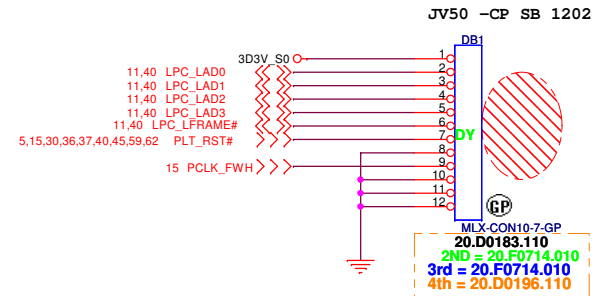 JV50 -CP SB 1202
DB1
3D3V_S0 1
11,40 LPC_LAD0 2
11,40 LPC_LAD1 3
11,40 LPC_LAD2 4
11,40 LPC_LAD3 5
11,40 LPC_LFRAME# 6
5,15,30,36,37,40,45,59,62 PLT_RST# 7
DY
8
15 PCLK_FWH 9
10
11
12
GP
MLX-CON10-7-GP
20.D0183.110
2ND = 20.F0714.010
3rd = 20.F0714.010
4th = 20.D0196.110